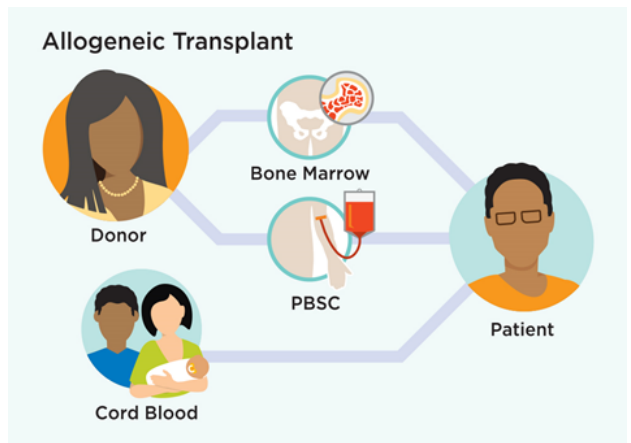 Allogeneic Transplant
Bone Marrow
Donor
PBSC
Patient
Cord Blood